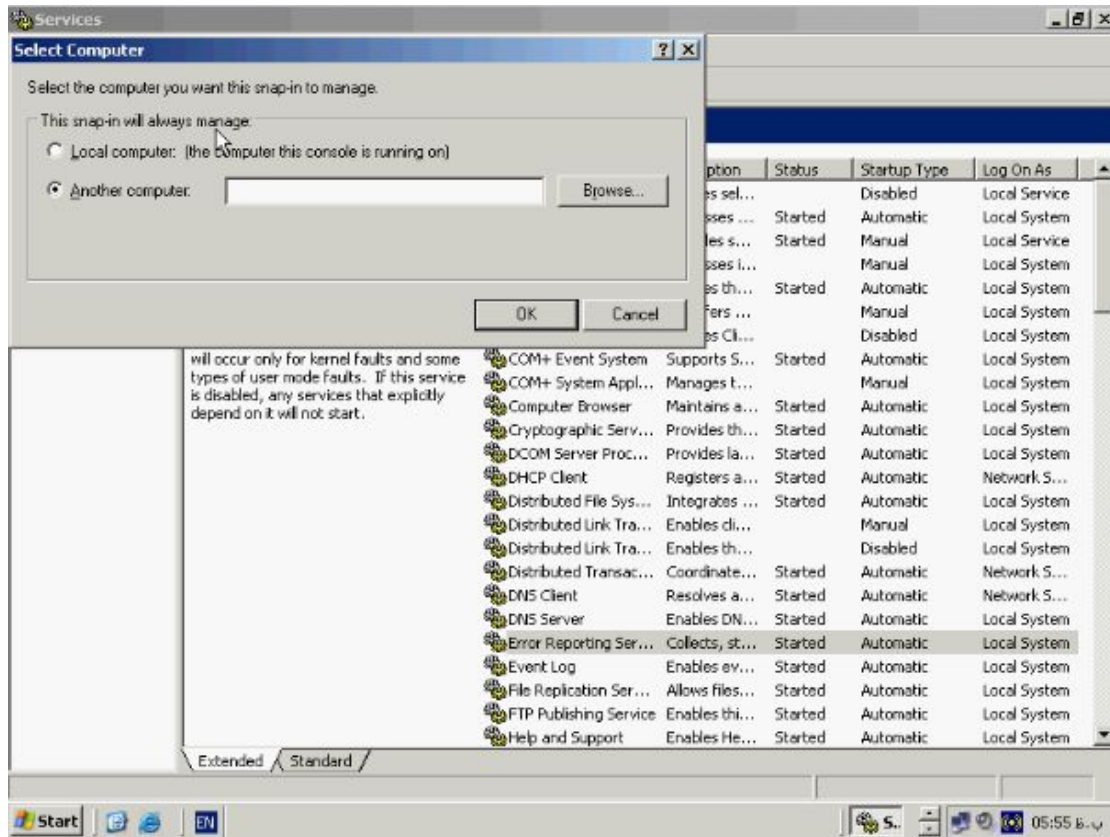 Services
Select Computer
Select the computer you want this snap-in to manage.
This snap-in will always manage:
Local computer: (the computer this console is running on)
Another computer:
Browse...
OK
Cancel
ption Status Startup Type Log On As
es sel... Disabled Local Service
sses ... Started Automatic Local System
les s... Started Manual Local Service
sses i... Manual Local System
es th... Started Automatic Local System
fers ... Manual Local System
es Cli... Disabled Local System
will occur only for kernel faults and some
types of user mode faults. If this service
is disabled, any services that explicitly
depend on it will not start.
COM+ Event System Supports S... Started Automatic Local System
COM+ System Appl... Manages t... Manual Local System
Computer Browser Maintains a... Started Automatic Local System
Cryptographic Serv... Provides th... Started Automatic Local System
DCOM Server Proc... Provides la... Started Automatic Local System
DHCP Client Registers a... Started Automatic Network S...
Distributed File Sys... Integrates ... Started Automatic Local System
Distributed Link Tra... Enables cli... Manual Local System
Distributed Link Tra... Enables th... Disabled Local System
Distributed Transac... Coordinate... Started Automatic Network S...
DNS Client Resolves a... Started Automatic Network S...
DNS Server Enables DN... Started Automatic Local System
Error Reporting Ser... Collects, st... Started Automatic Local System
Event Log Enables ev... Started Automatic Local System
File Replication Ser... Allows files... Started Automatic Local System
FTP Publishing Service Enables thi... Started Automatic Local System
Help and Support Enables He... Started Automatic Local System
Extended Standard
Start EN S.. 05:55 ب.ظ